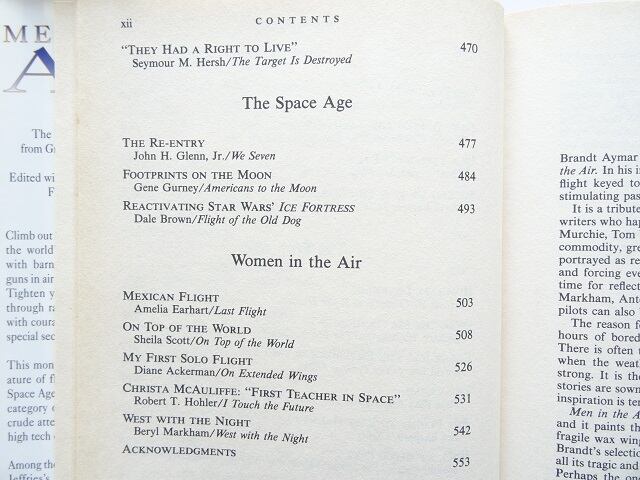 ME
A
The
from Gr
Edited wi
F
Climb out
the world
with barn
guns in air
Tighten y
through ra
with coura
special sec
This mon
ature of f
Space Age
category o
crude atte
high tech
Among the
Jeffries's
xii CONTENTS
"THEY HAD A RIGHT TO LIVE" 470
Seymour M. Hersh/The Target Is Destroyed
The Space Age
THE RE-ENTRY 477
John H. Glenn, Jr./We Seven
FOOTPRINTS ON THE MOON 484
Gene Gurney/Americans to the Moon
REACTIVATING STAR WARS' ICE FORTRESS 493
Dale Brown/Flight of the Old Dog
Women in the Air
MEXICAN FLIGHT 503
Amelia Earhart/Last Flight
ON TOP OF THE WORLD 508
Sheila Scott/On Top of the World
MY FIRST SOLO FLIGHT 526
Diane Ackerman/On Extended Wings
CHRISTA MCAULIFFE: "FIRST TEACHER IN SPACE" 531
Robert T. Hohler/I Touch the Future
WEST WITH THE NIGHT 542
Beryl Markham/West with the Night
ACKNOWLEDGMENTS 553
Brandt Aymar
the Air. In his in
flight keyed to
stimulating pas
It is a tribute
writers who hap
Murchie, Tom
commodity, gre
portrayed as re
and forcing eve
time for reflect
Markham, Anto
pilots can also
The reason fo
hours of bored
There is often t
when the weat
strong. It is the
stories are sown
inspiration is ten
Men in the A
and it paints th
fragile wax wing
Brandt's selectio
all its tragic and
Perhaps the on